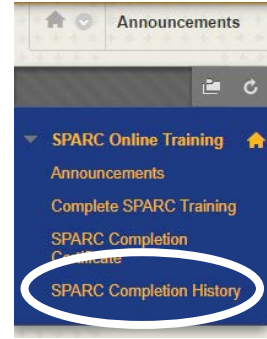 Announcements
SPARC Online Training
Announcements
Complete SPARC Training
SPARC Completion
Certificate
SPARC Completion History